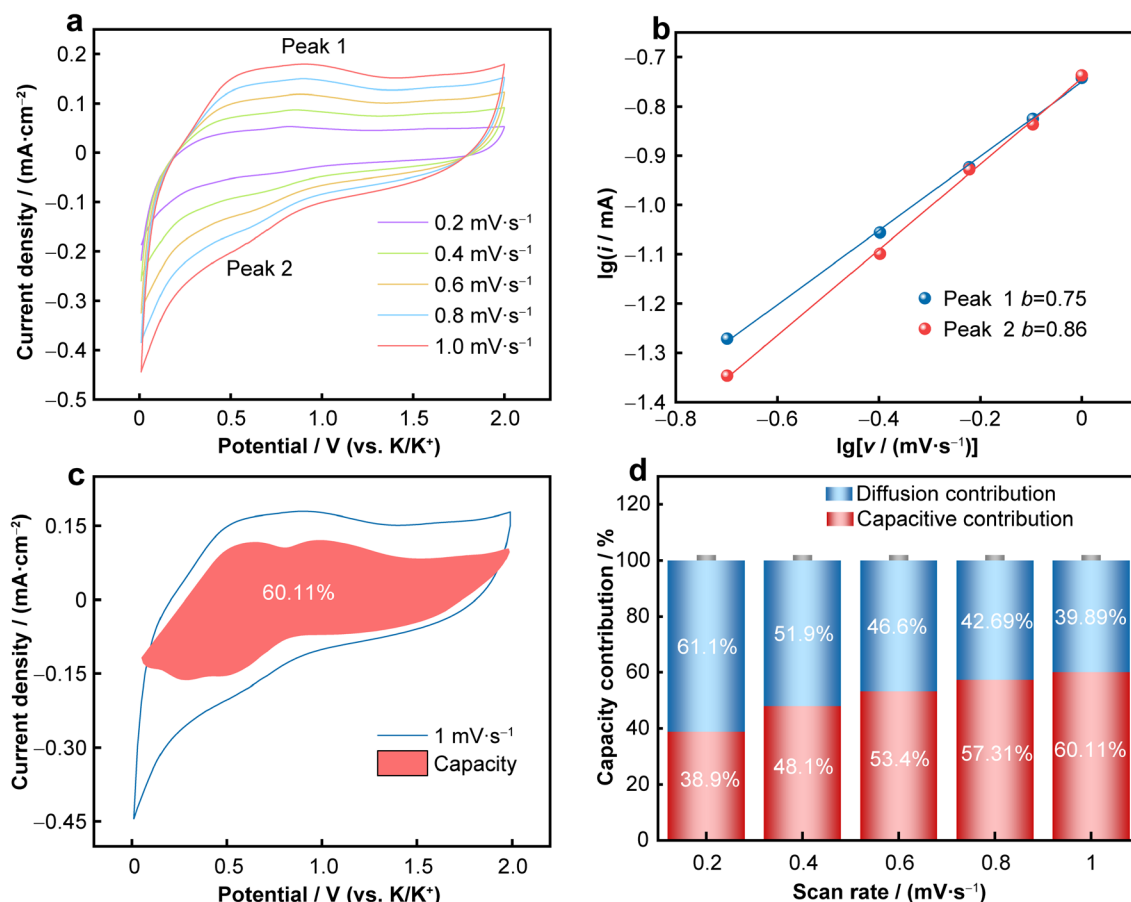 a
Peak 1
Peak 2
0.2 mV·s⁻¹
0.4 mV·s⁻¹
0.6 mV·s⁻¹
0.8 mV·s⁻¹
1.0 mV·s⁻¹
0.2
0.1
0
−0.1
−0.2
−0.3
−0.4
−0.5
Current density / (mA·cm⁻²)
0 0.5 1.0 1.5 2.0
Potential / V (vs. K/K⁺)
b
Peak 1 b=0.75
Peak 2 b=0.86
−0.7
−0.8
−0.9
−1.0
−1.1
−1.2
−1.3
−1.4
lg(i / mA)
−0.8 −0.6 −0.4 −0.2 0
lg[v / (mV·s⁻¹)]
c
60.11%
1 mV·s⁻¹
Capacity
0.15
0
−0.15
−0.30
−0.45
Current density / (mA·cm⁻²)
0 0.5 1.0 1.5 2.0
Potential / V (vs. K/K⁺)
d
Diffusion contribution
Capacitive contribution
61.1% 51.9% 46.6% 42.69% 39.89%
38.9% 48.1% 53.4% 57.31% 60.11%
120
100
80
60
40
20
0
Capacity contribution / %
0.2 0.4 0.6 0.8 1
Scan rate / (mV·s⁻¹)